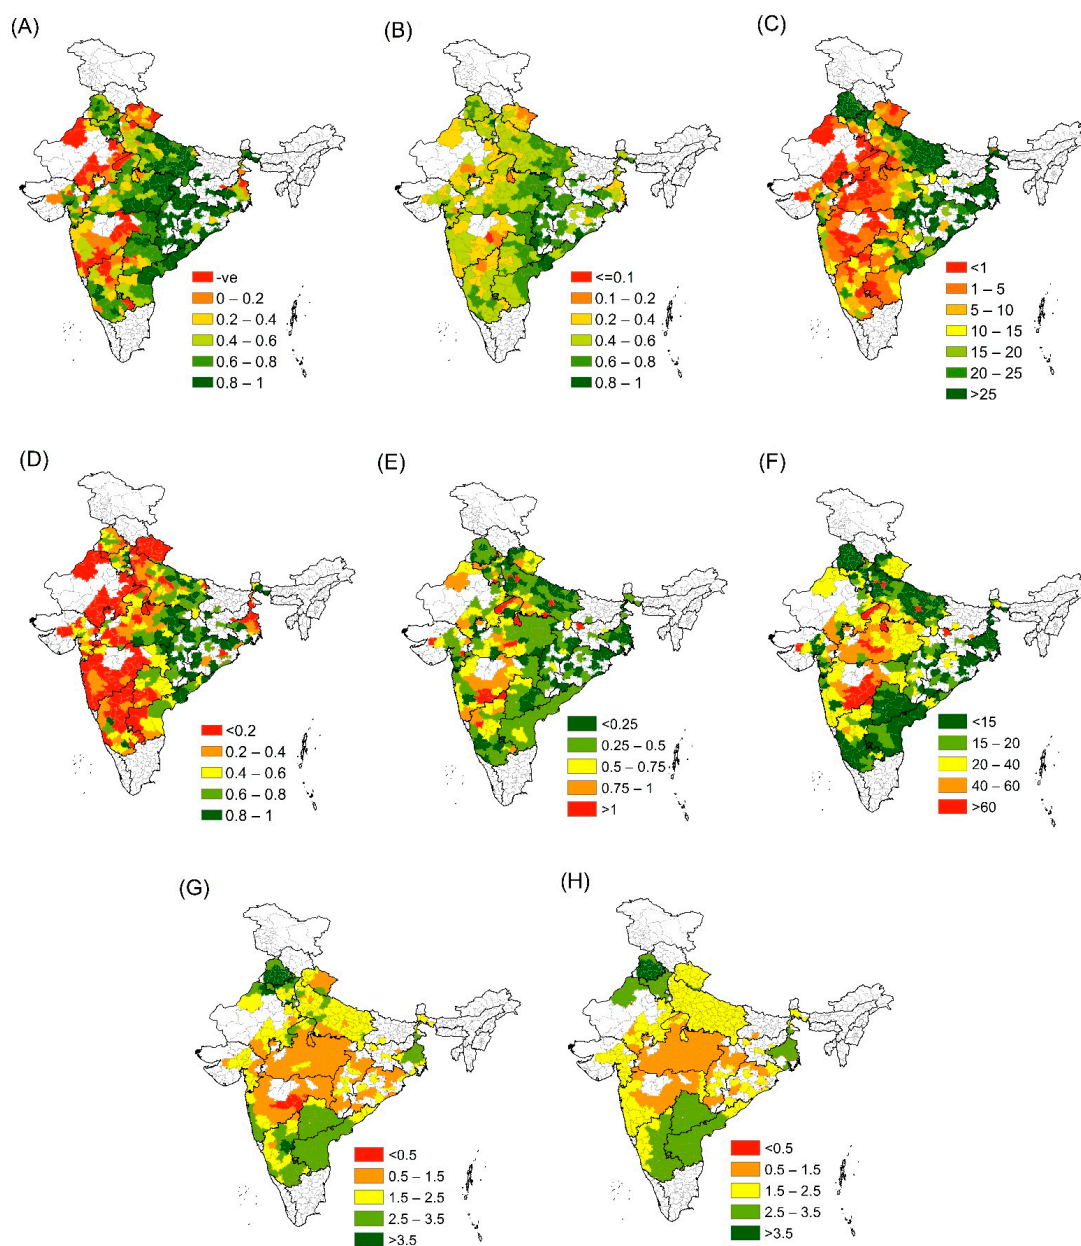 (A)
-ve
0 – 0.2
0.2 – 0.4
0.4 – 0.6
0.6 – 0.8
0.8 – 1
(B)
<=0.1
0.1 – 0.2
0.2 – 0.4
0.4 – 0.6
0.6 – 0.8
0.8 – 1
(C)
<1
1 – 5
5 – 10
10 – 15
15 – 20
20 – 25
>25
(D)
<0.2
0.2 – 0.4
0.4 – 0.6
0.6 – 0.8
0.8 – 1
(E)
<0.25
0.25 – 0.5
0.5 – 0.75
0.75 – 1
>1
(F)
<15
15 – 20
20 – 40
40 – 60
>60
(G)
<0.5
0.5 – 1.5
1.5 – 2.5
2.5 – 3.5
>3.5
(H)
<0.5
0.5 – 1.5
1.5 – 2.5
2.5 – 3.5
>3.5